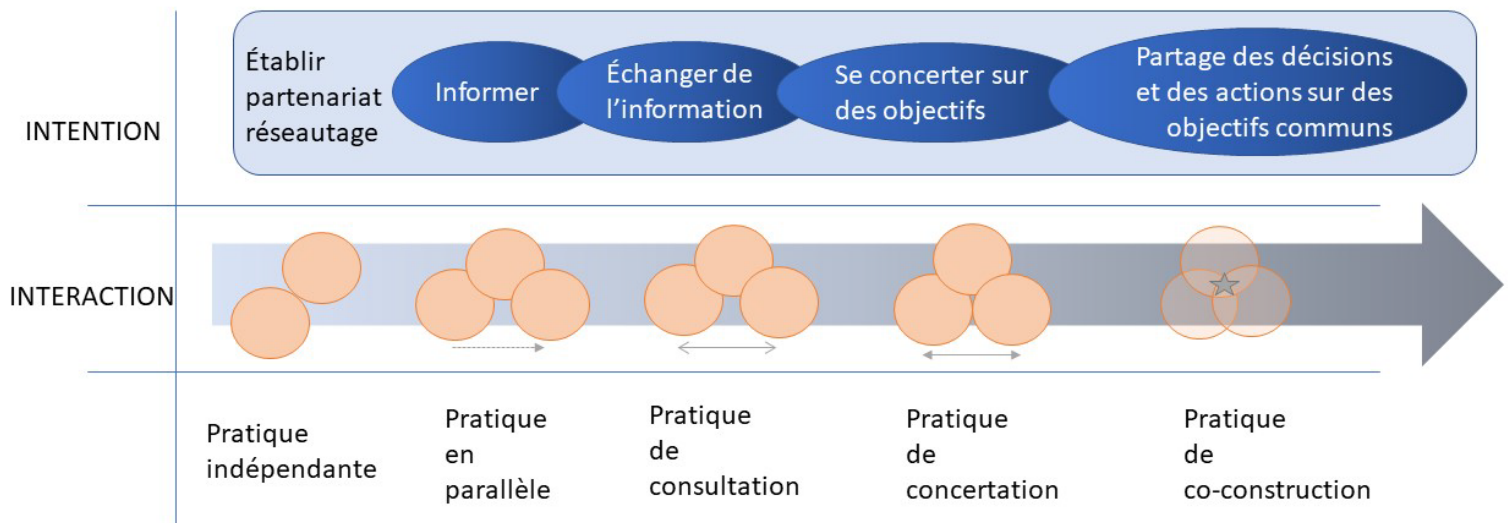 INTENTION
Établir
partenariat
réseautage
Informer
Échanger de
l’information
Se concerter sur
des objectifs
Partage des décisions
et des actions sur des
objectifs communs
INTERACTION
Pratique
indépendante
Pratique
en
parallèle
Pratique
de
consultation
Pratique
de
concertation
Pratique
de
co-construction